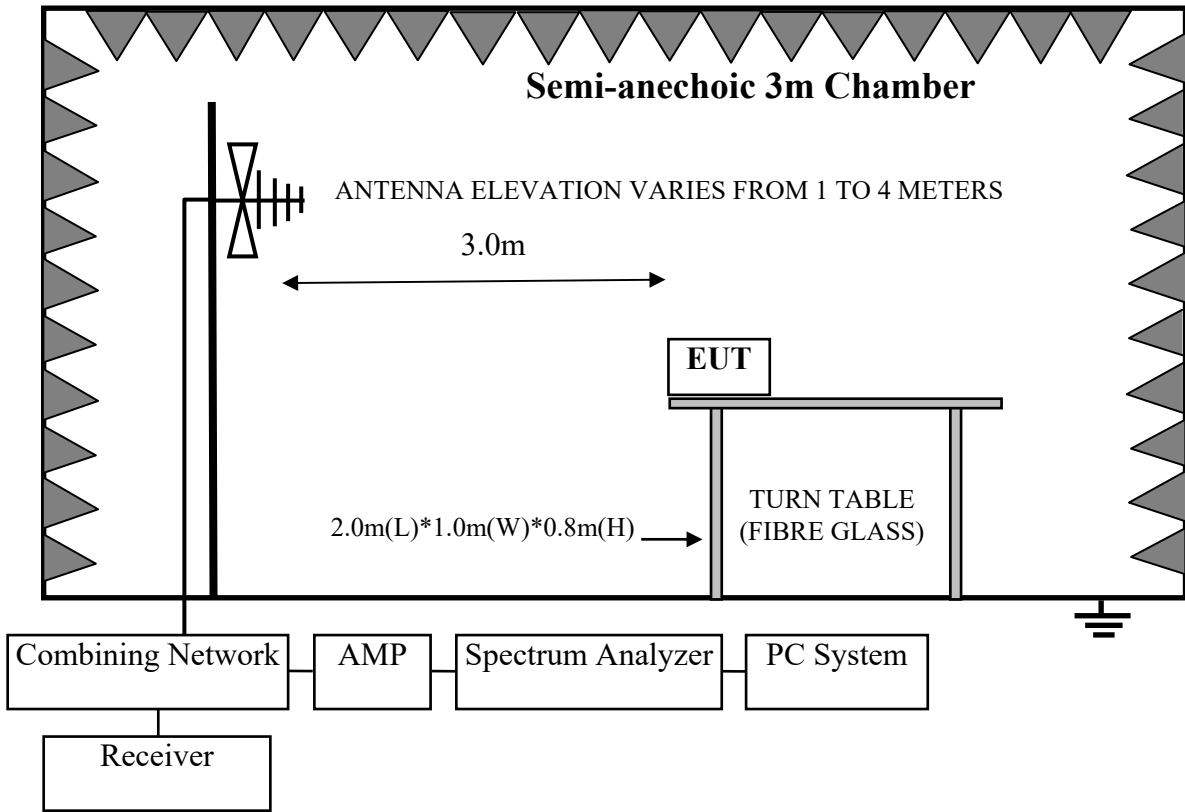 Semi-anechoic 3m Chamber
ANTENNA ELEVATION VARIES FROM 1 TO 4 METERS
3.0m
EUT
TURN TABLE
(FIBRE GLASS)
2.0m(L)*1.0m(W)*0.8m(H)
Combining Network
AMP
Spectrum Analyzer
PC System
Receiver